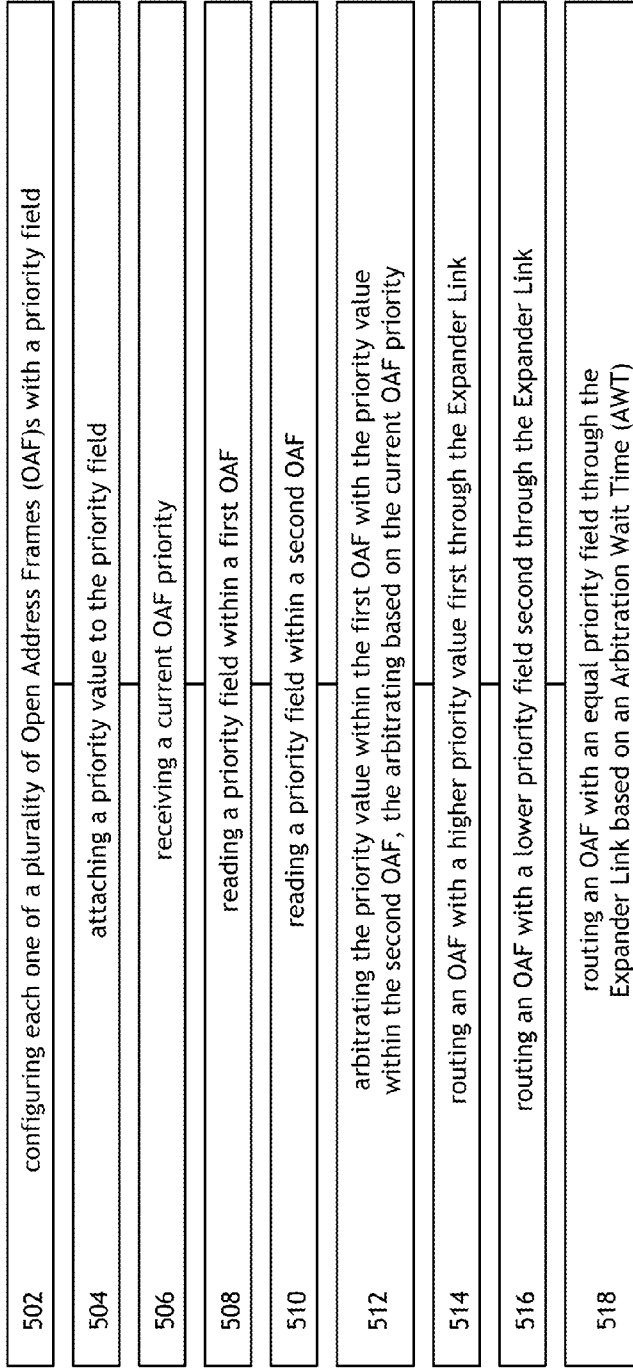 502
configuring each one of a plurality of Open Address Frames (OAF)s with a priority field
504
attaching a priority value to the priority field
506
receiving a current OAF priority
508
reading a priority field within a first OAF
510
reading a priority field within a second OAF
512
arbitrating the priority value within the first OAF with the priority value
within the second OAF, the arbitrating based on the current OAF priority
514
routing an OAF with a higher priority value first through the Expander Link
516
routing an OAF with a lower priority field second through the Expander Link
518
routing an OAF with an equal priority field through the
Expander Link based on an Arbitration Wait Time (AWT)